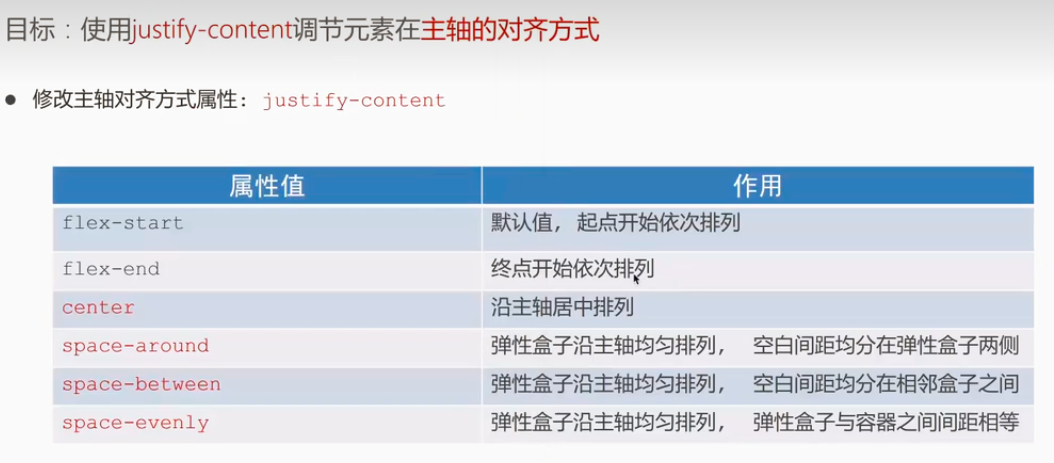 目标：使用justify-content调节元素在主轴的对齐方式
● 修改主轴对齐方式属性：justify-content
属性值 作用
flex-start 默认值， 起点开始依次排列
flex-end 终点开始依次排列
center 沿主轴居中排列
space-around 弹性盒子沿主轴均匀排列， 空白间距均分在弹性盒子两侧
space-between 弹性盒子沿主轴均匀排列， 空白间距均分在相邻盒子之间
space-evenly 弹性盒子沿主轴均匀排列， 弹性盒子与容器之间间距相等